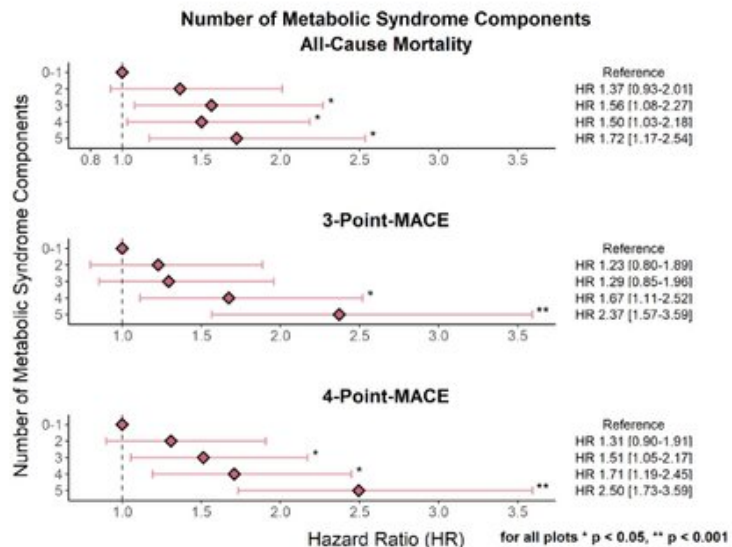 Number of Metabolic Syndrome Components
All-Cause Mortality
Number of Metabolic Syndrome Components
0-1
2
3
4
5
*
*
*
Reference
HR 1.37 [0.93-2.01]
HR 1.56 [1.08-2.27]
HR 1.50 [1.03-2.18]
HR 1.72 [1.17-2.54]
0.8 1.0 1.5 2.0 2.5 3.0 3.5
3-Point-MACE
0-1
2
3
4
5
*
**
Reference
HR 1.23 [0.80-1.89]
HR 1.29 [0.85-1.96]
HR 1.67 [1.11-2.52]
HR 2.37 [1.57-3.59]
1.0 1.5 2.0 2.5 3.0 3.5
4-Point-MACE
0-1
2
3
4
5
*
*
**
Reference
HR 1.31 [0.90-1.91]
HR 1.51 [1.05-2.17]
HR 1.71 [1.19-2.45]
HR 2.50 [1.73-3.59]
1.0 1.5 2.0 2.5 3.0 3.5
Hazard Ratio (HR)
for all plots * p < 0.05, ** p < 0.001